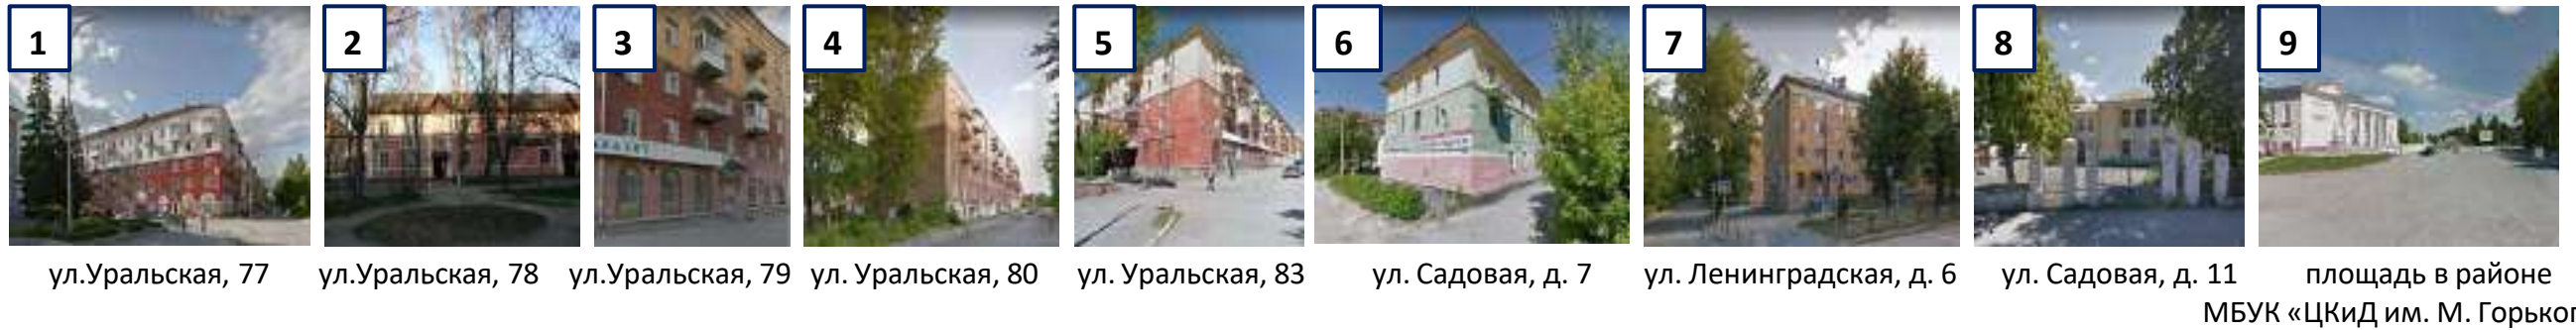 1
2
3
4
5
6
7
8
9
ул.Уральская, 77
ул.Уральская, 78
ул.Уральская, 79
ул. Уральская, 80
ул. Уральская, 83
ул. Садовая, д. 7
ул. Ленинградская, д. 6
ул. Садовая, д. 11
площадь в районе
МБУК «ЦКиД им. М. Горьког